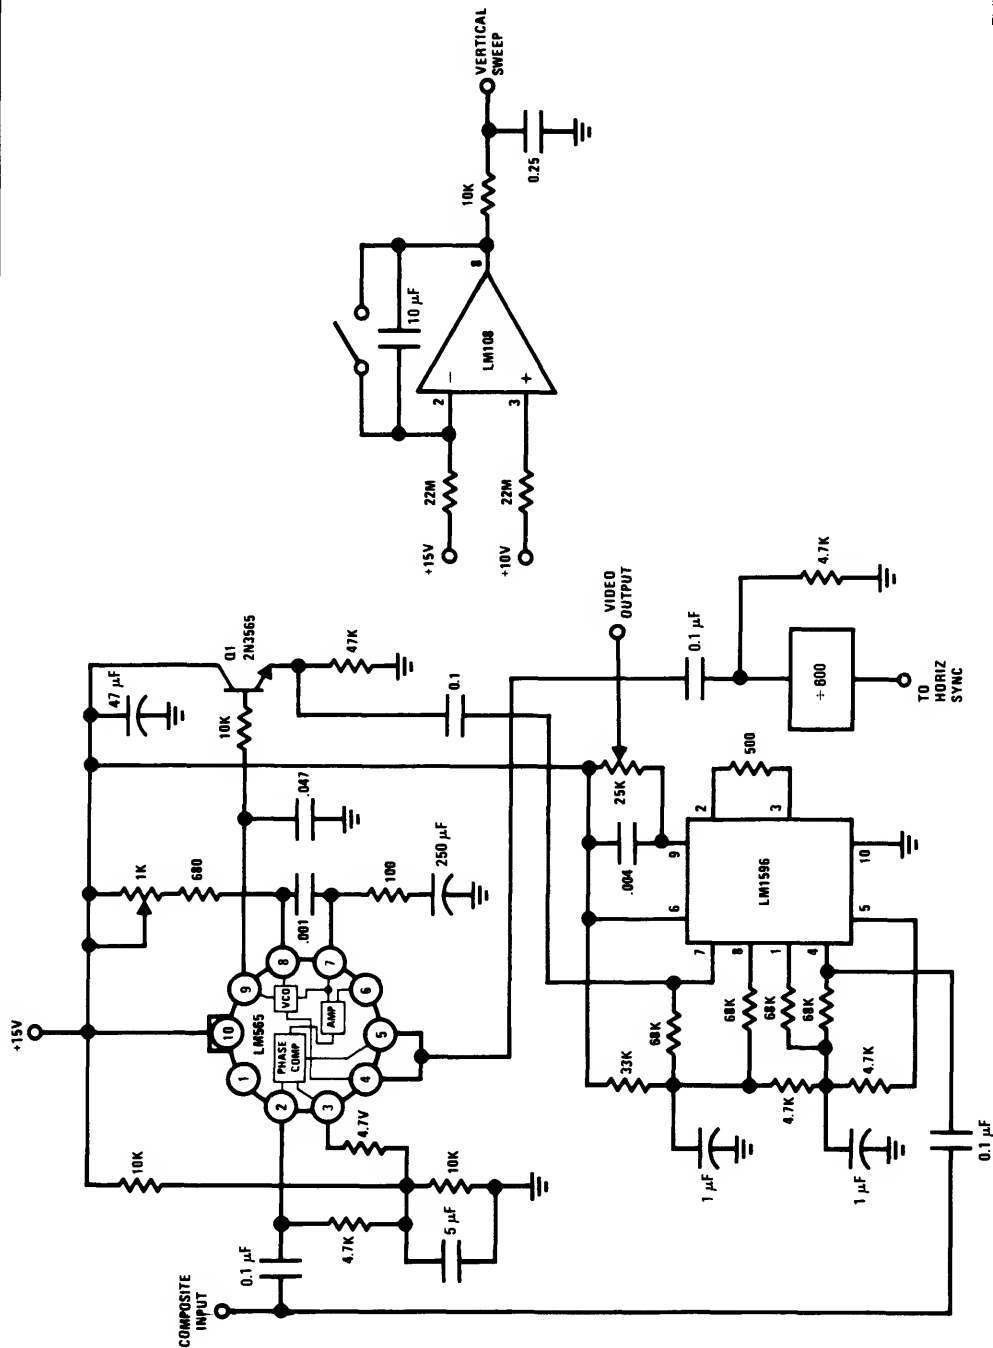 +15V
COMPOSITE
INPUT
0.1 µF
4.7K
10K
5 µF
10K
4.7V
LM565
1
2
3
4
5
6
7
8
9
10
PHASE
COMP
VCO
AMP
1K
680
.001
100
250 µF
.047
10K
47 µF
Q1
2N3565
47K
0.1
+15V
22M
+10V
22M
2
3
−
+
LM108
8
10 µF
10K
0.25
VERTICAL
SWEEP
0.1 µF
1 µF
1 µF
33K
68K
68K
68K
68K
4.7K
4.7K
7
8
1
4
6
9
5
10
2
3
LM1596
.004
25K
500
VIDEO
OUTPUT
0.1 µF
4.7K
÷ 600
TO
HORIZ
SYNC